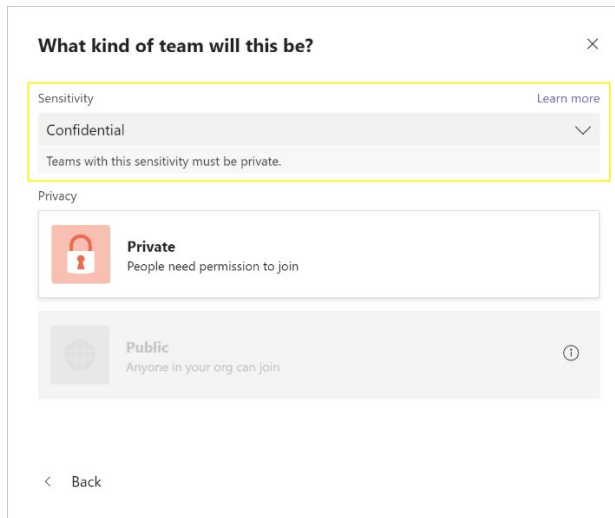 What kind of team will this be?
Sensitivity
Learn more
Confidential
Teams with this sensitivity must be private.
Privacy
Private
People need permission to join
Public
Anyone in your org can join
Back